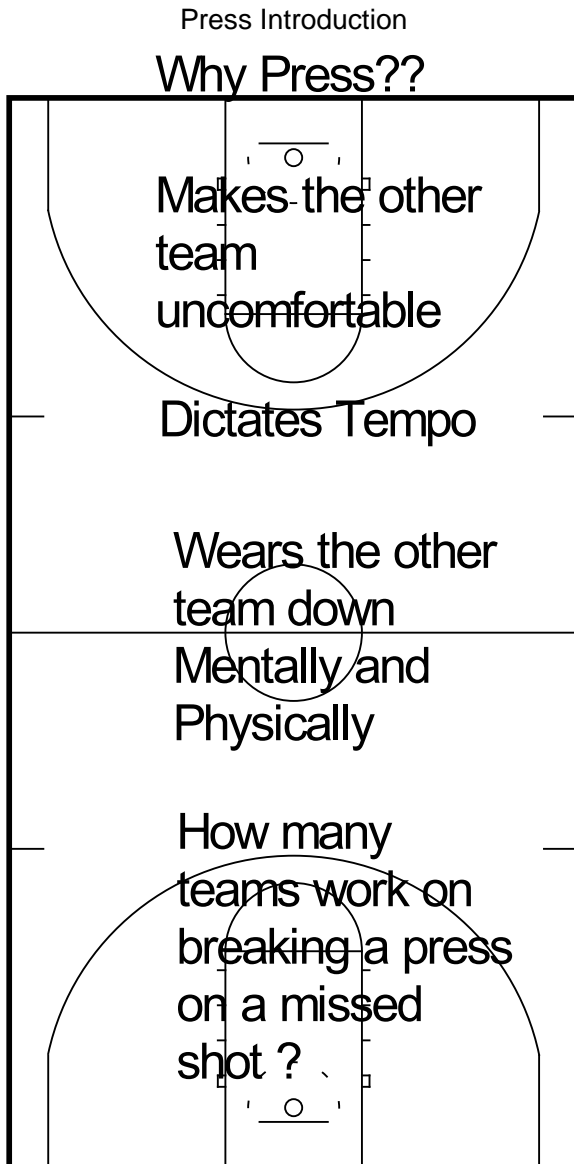 Press Introduction
Why Press??
Makes the other
team
uncomfortable
Dictates Tempo
Wears the other
team down
Mentally and
Physically
How many
teams work on
breaking a press
on a missed
shot ?